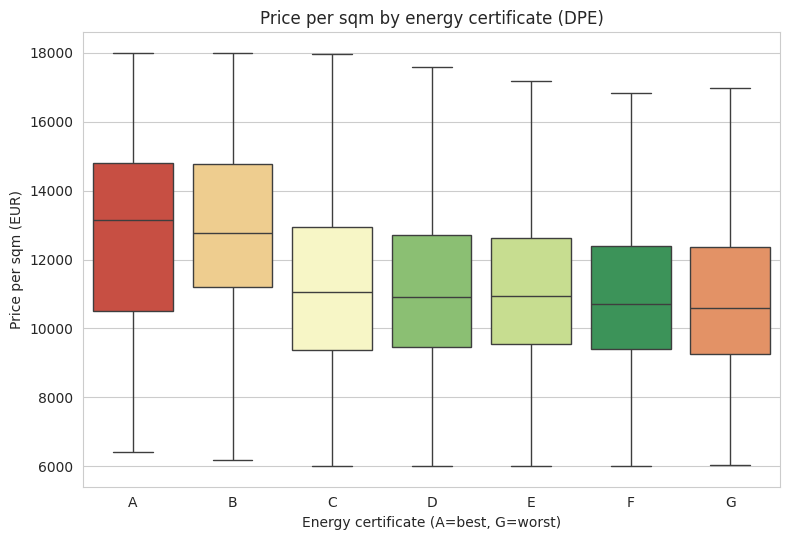 Price per sqm by energy certificate (DPE)
Price per sqm (EUR)
18000
16000
14000
12000
10000
8000
6000
A B C D E F G
Energy certificate (A=best, G=worst)